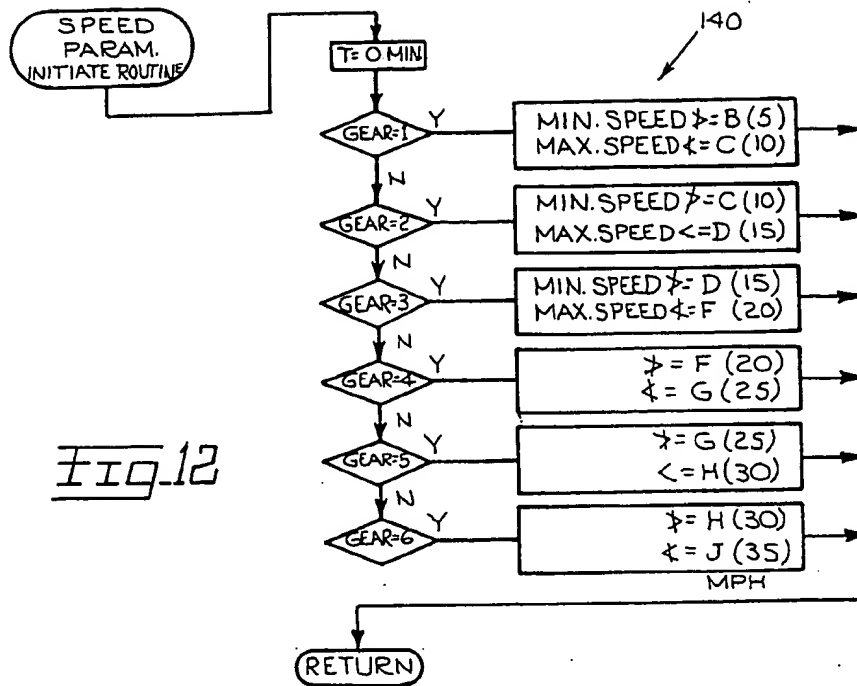 SPEED
PARAM.
INITIATE ROUTINE
T=0 MIN
140
GEAR=1
Y
MIN. SPEED ≯= B (5)
MAX. SPEED ≮= C (10)
N
GEAR=2
Y
MIN. SPEED ≯= C (10)
MAX. SPEED <= D (15)
N
GEAR=3
Y
MIN. SPEED ≯= D (15)
MAX. SPEED ≮= F (20)
N
GEAR=4
Y
≯= F (20)
≮= G (25)
N
GEAR=5
Y
≯= G (25)
<= H (30)
N
GEAR=6
Y
≯= H (30)
≮= J (35)
MPH
RETURN
Fig_12